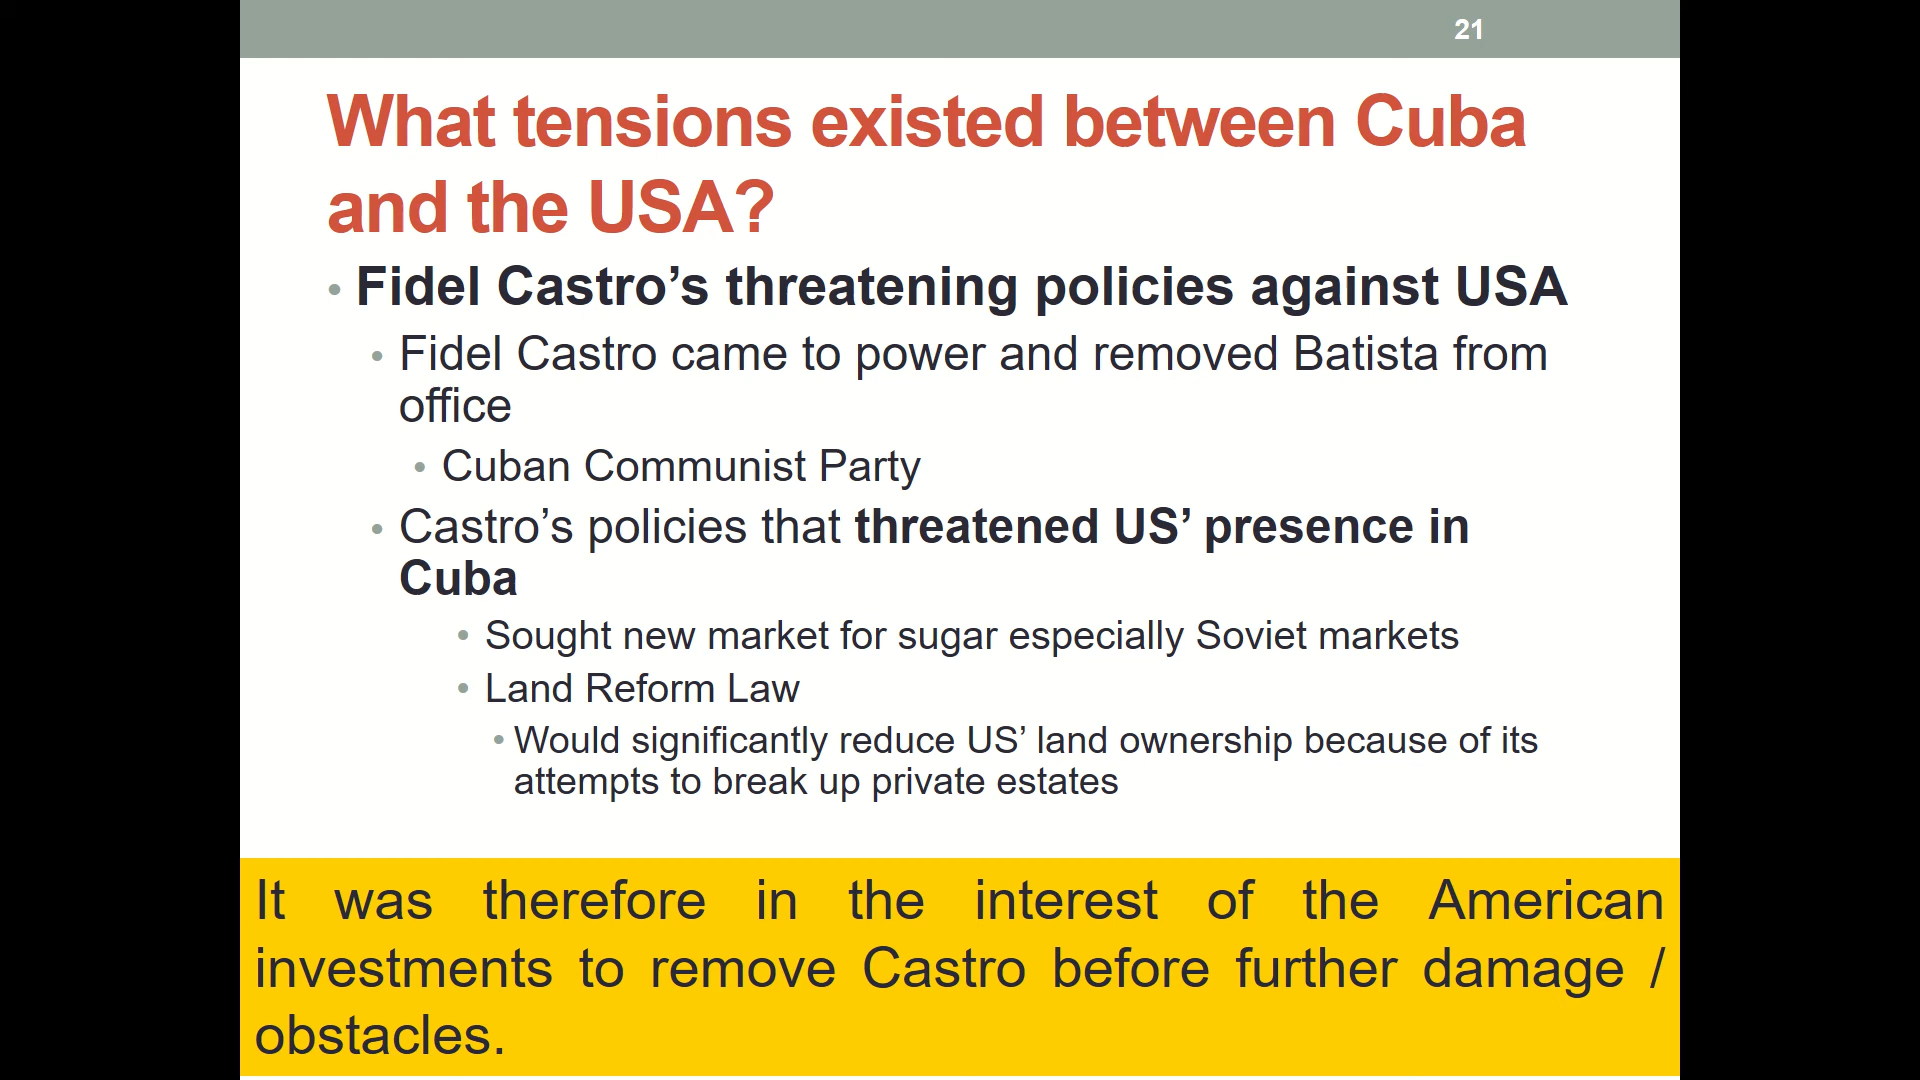 21
What tensions existed between Cuba
and the USA?
• Fidel Castro’s threatening policies against USA
• Fidel Castro came to power and removed Batista from
office
• Cuban Communist Party
• Castro’s policies that threatened US’ presence in
Cuba
• Sought new market for sugar especially Soviet markets
• Land Reform Law
• Would significantly reduce US’ land ownership because of its
attempts to break up private estates
It was therefore in the interest of the American
investments to remove Castro before further damage /
obstacles.